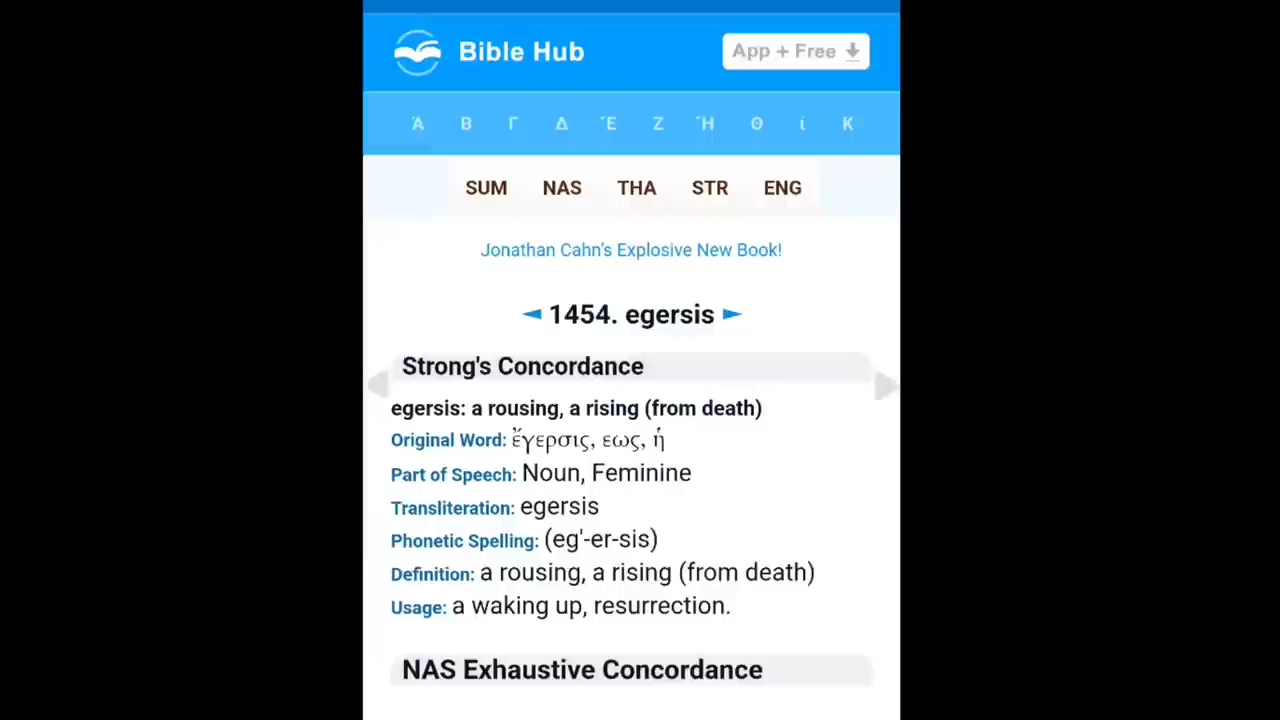 Bible Hub
App + Free
Ἀ Β Γ Δ Ἐ Ζ Ἡ Θ ἰ Κ
SUM NAS THA STR ENG
Jonathan Cahn's Explosive New Book!
◄ 1454. egersis ►
Strong's Concordance
egersis: a rousing, a rising (from death)
Original Word: ἔγερσις, εως, ἡ
Part of Speech: Noun, Feminine
Transliteration: egersis
Phonetic Spelling: (eg'-er-sis)
Definition: a rousing, a rising (from death)
Usage: a waking up, resurrection.
NAS Exhaustive Concordance